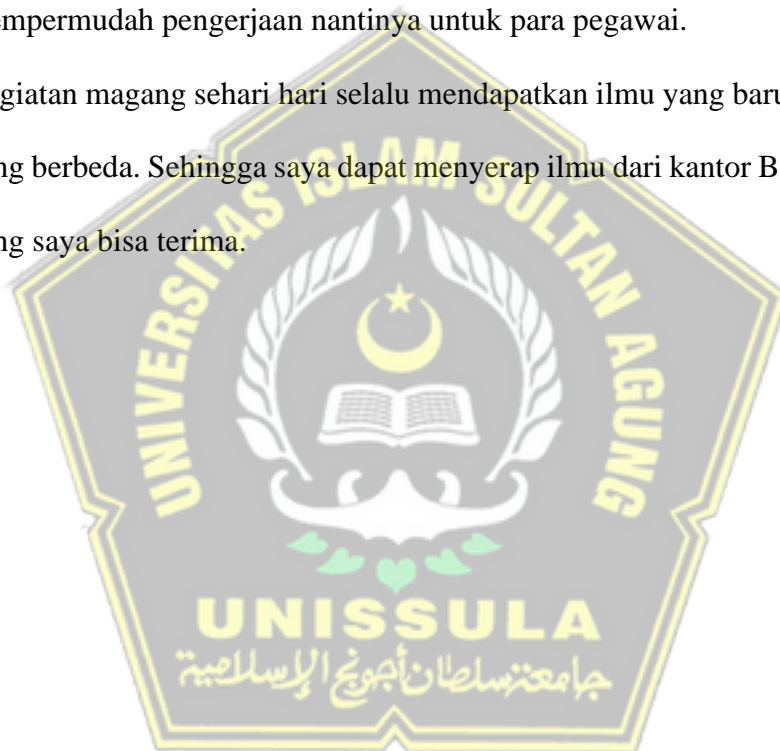 empermudah pengerjaan nantinya untuk para pegawai.
giatan magang sehari hari selalu mendapatkan ilmu yang baru
ng berbeda. Sehingga saya dapat menyerap ilmu dari kantor B
ng saya bisa terima.
UNIVERSITAS ISLAM SULTAN AGUNG
UNISSULA
جامعة سلطان أجونج الإسلامية